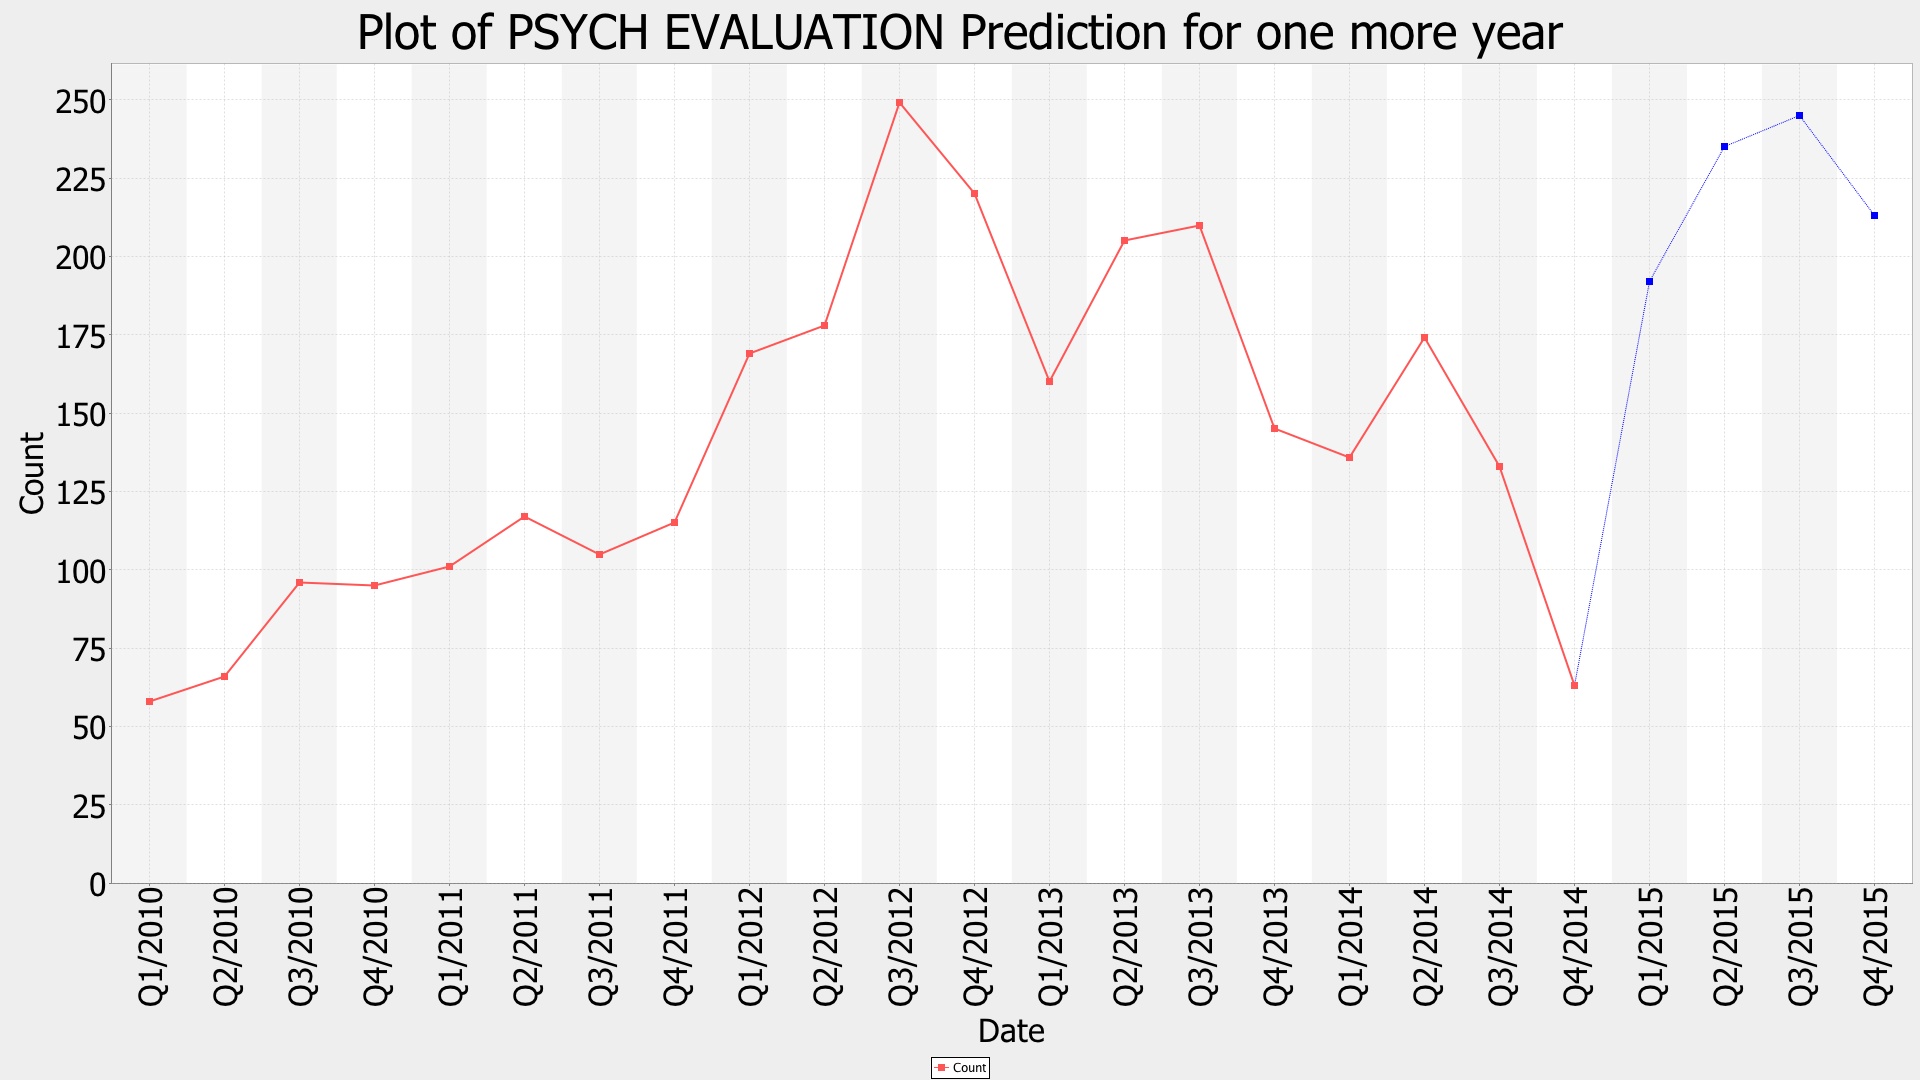 Plot of PSYCH EVALUATION Prediction for one more year
250
225
200
175
150
125
100
75
50
25
0
Count
Q1/2010
Q2/2010
Q3/2010
Q4/2010
Q1/2011
Q2/2011
Q3/2011
Q4/2011
Q1/2012
Q2/2012
Q3/2012
Q4/2012
Q1/2013
Q2/2013
Q3/2013
Q4/2013
Q1/2014
Q2/2014
Q3/2014
Q4/2014
Q1/2015
Q2/2015
Q3/2015
Q4/2015
Date
Count